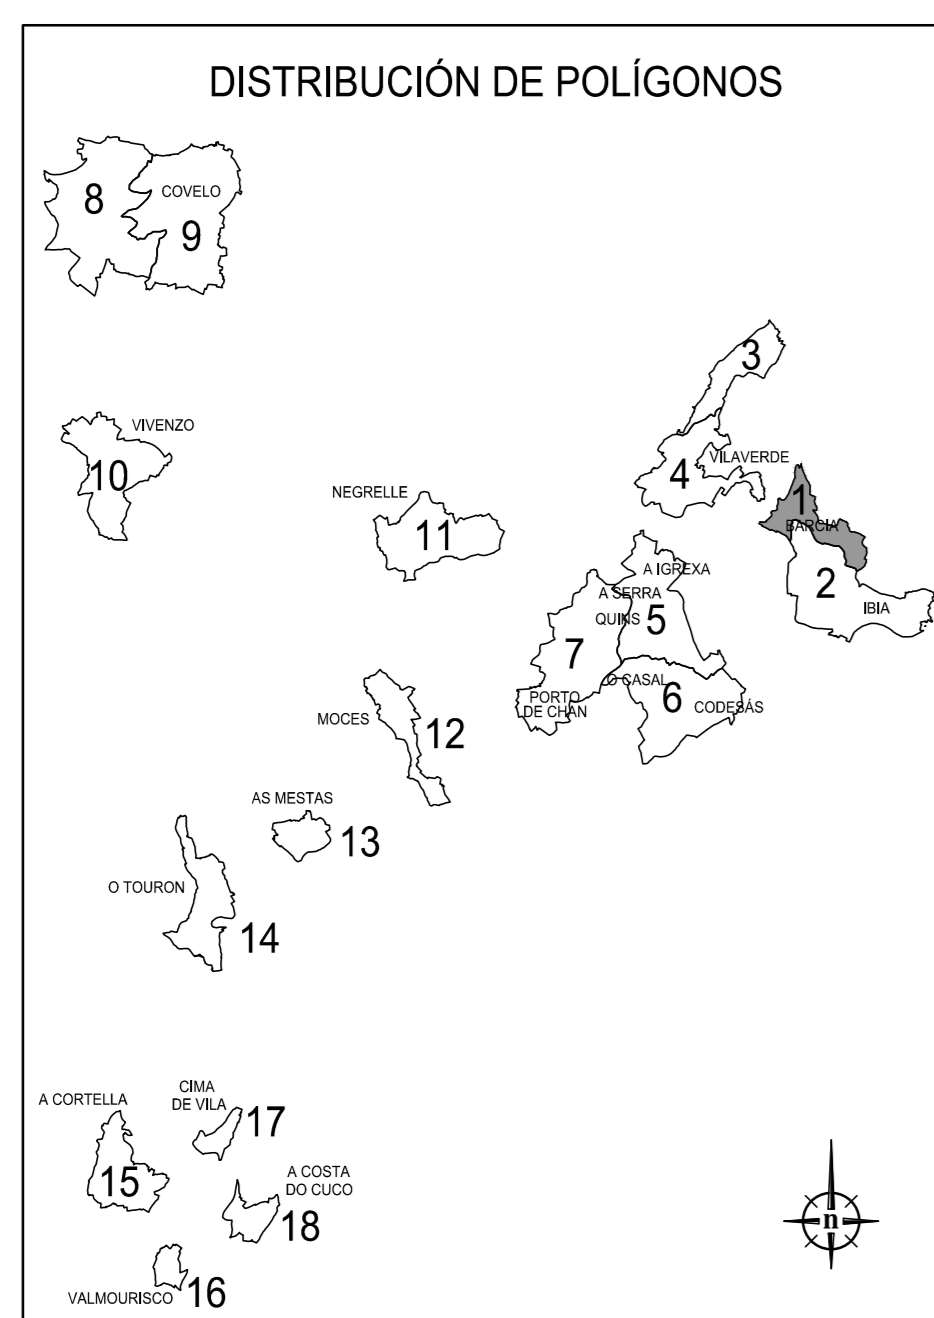 DISTRIBUCIÓN DE POLÍGONOS
8
COVELO
9
3
VIVENZO
10
4
VILAVERDE
NEGRELLE
11
1
BARCIA
A IGREXA
2
IBIA
A SERRA
QUINS
5
7
O CASAL
6
CODESÁS
PORTO
DE CHAN
MOCES
12
AS MESTAS
13
O TOURON
14
A CORTELLA
15
CIMA
DE VILA
17
A COSTA
DO CUCO
18
VALMOURISCO
16
n